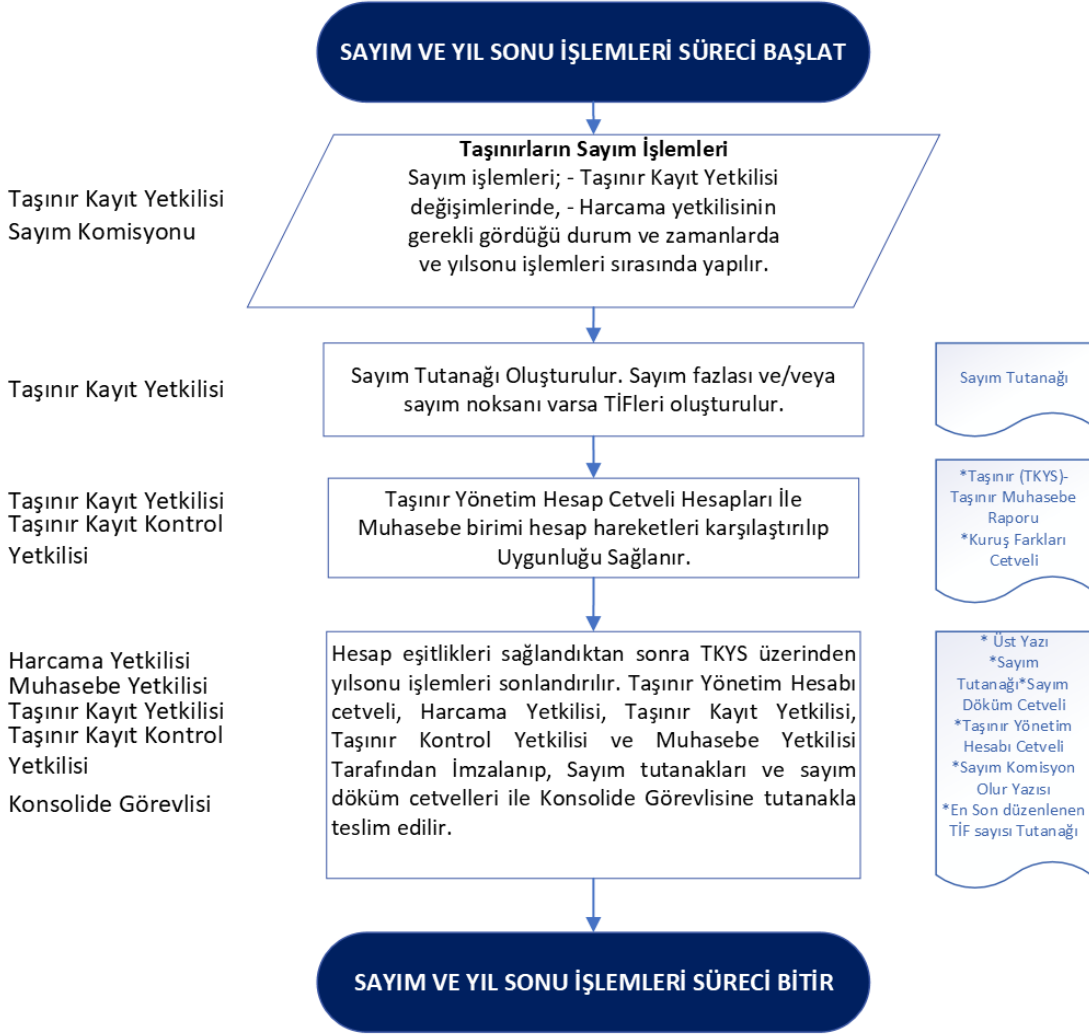 SAYIM VE YIL SONU İŞLEMLERİ SÜRECİ BAŞLAT
Taşınır Kayıt Yetkilisi
Sayım Komisyonu
Taşınırların Sayım İşlemleri
Sayım işlemleri; - Taşınır Kayıt Yetkilisi
değişimlerinde, - Harcama yetkilisinin
gerekli gördüğü durum ve zamanlarda
ve yılsonu işlemleri sırasında yapılır.
Taşınır Kayıt Yetkilisi
Sayım Tutanağı Oluşturulur. Sayım fazlası ve/veya
sayım noksanı varsa TİFleri oluşturulur.
Sayım Tutanağı
Taşınır Kayıt Yetkilisi
Taşınır Kayıt Kontrol
Yetkilisi
Taşınır Yönetim Hesap Cetveli Hesapları İle
Muhasebe birimi hesap hareketleri karşılaştırılıp
Uygunluğu Sağlanır.
*Taşınır (TKYS)-
Taşınır Muhasebe
Raporu
*Kuruş Farkları
Cetveli
Harcama Yetkilisi
Muhasebe Yetkilisi
Taşınır Kayıt Yetkilisi
Taşınır Kayıt Kontrol
Yetkilisi
Konsolide Görevlisi
Hesap eşitlikleri sağlandıktan sonra TKYS üzerinden
yılsonu işlemleri sonlandırılır. Taşınır Yönetim Hesabı
cetveli, Harcama Yetkilisi, Taşınır Kayıt Yetkilisi,
Taşınır Kontrol Yetkilisi ve Muhasebe Yetkilisi
Tarafından İmzalanıp, Sayım tutanakları ve sayım
döküm cetvelleri ile Konsolide Görevlisine tutanakla
teslim edilir.
* Üst Yazı
*Sayım
Tutanağı*Sayım
Döküm Cetveli
*Taşınır Yönetim
Hesabı Cetveli
*Sayım Komisyon
Olur Yazısı
*En Son düzenlenen
TİF sayısı Tutanağı
SAYIM VE YIL SONU İŞLEMLERİ SÜRECİ BİTİR